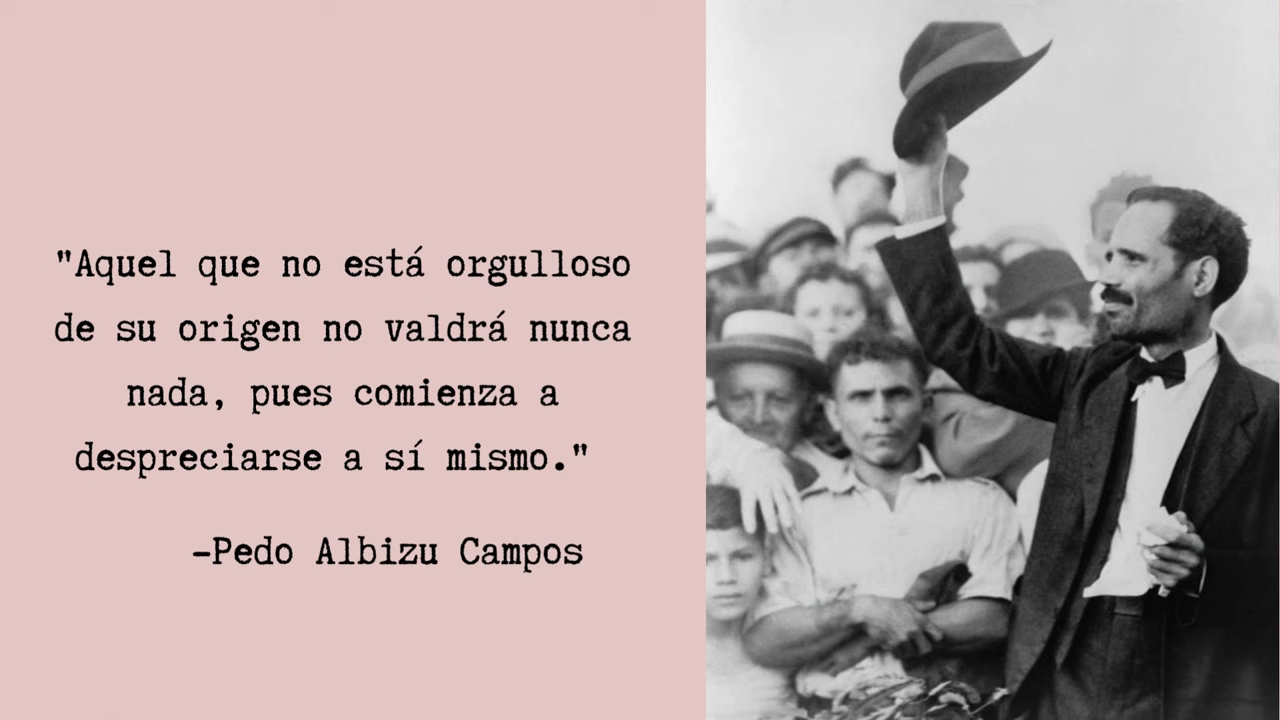 "Aquel que no está orgulloso
de su origen no valdrá nunca
nada, pues comienza a
despreciarse a sí mismo."
-Pedo Albizu Campos